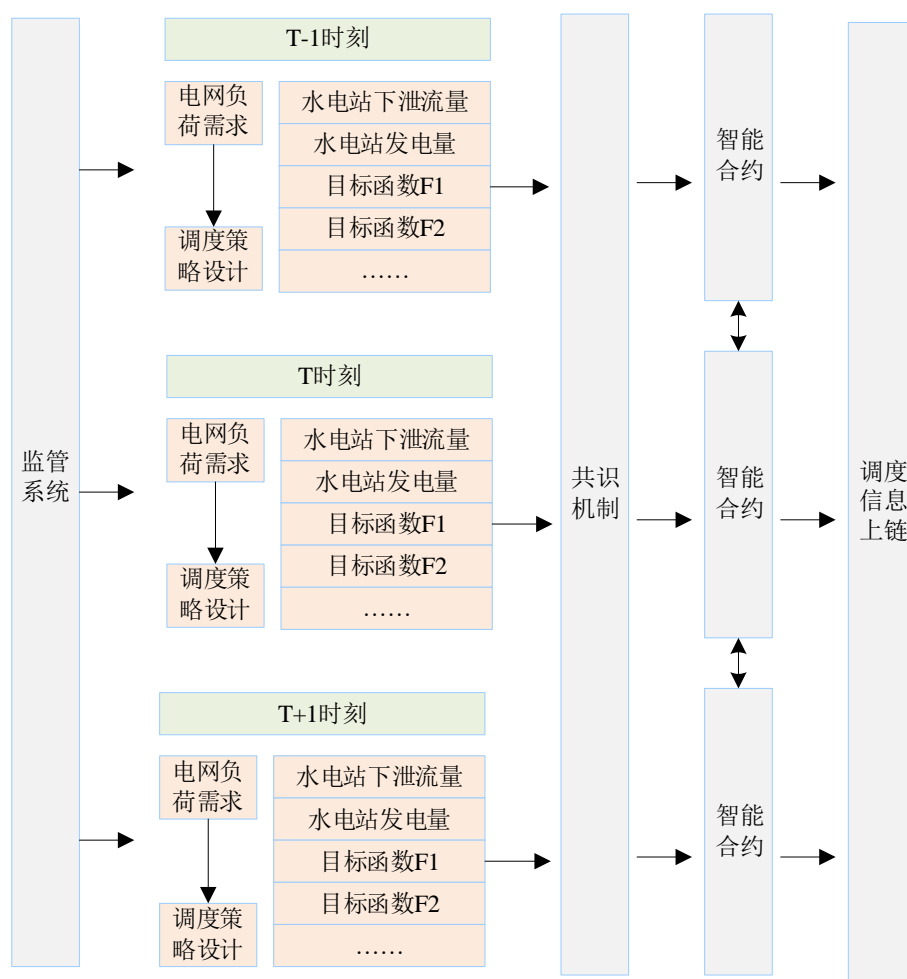 监管
系统
T-1时刻
电网负
荷需求
调度策
略设计
水电站下泄流量
水电站发电量
目标函数F1
目标函数F2
……
T时刻
电网负
荷需求
调度策
略设计
水电站下泄流量
水电站发电量
目标函数F1
目标函数F2
……
T+1时刻
电网负
荷需求
调度策
略设计
水电站下泄流量
水电站发电量
目标函数F1
目标函数F2
……
共识
机制
智能
合约
智能
合约
智能
合约
调度
信息
上链